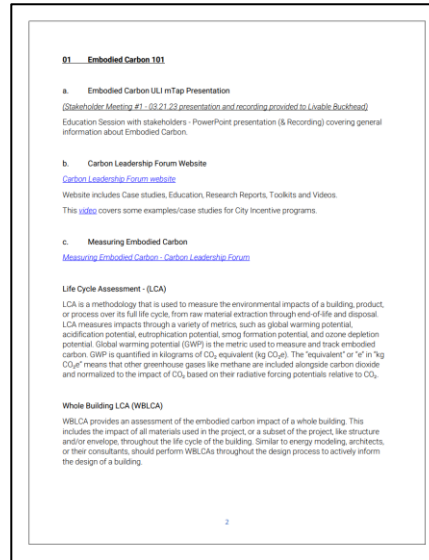 01 Embodied Carbon 101
a. Embodied Carbon ULI mTap Presentation
(Stakeholder Meeting #1 - 03.21.23 presentation and recording provided to Livable Buckhead)
Education Session with stakeholders - PowerPoint presentation (& Recording) covering general
information about Embodied Carbon.
b. Carbon Leadership Forum Website
Carbon Leadership Forum website
Website includes Case studies, Education, Research Reports, Toolkits and Videos.
This video covers some examples/case studies for City Incentive programs.
c. Measuring Embodied Carbon
Measuring Embodied Carbon - Carbon Leadership Forum
Life Cycle Assessment - (LCA)
LCA is a methodology that is used to measure the environmental impacts of a building, product,
or process over its full life cycle, from raw material extraction through end-of-life and disposal.
LCA measures impacts through a variety of metrics, such as global warming potential,
acidification potential, eutrophication potential, smog formation potential, and ozone depletion
potential. Global warming potential (GWP) is the metric used to measure and track embodied
carbon. GWP is quantified in kilograms of CO₂ equivalent (kg CO₂e). The "equivalent" or "e" in "kg
CO₂e" means that other greenhouse gases like methane are included alongside carbon dioxide
and normalized to the impact of CO₂ based on their radiative forcing potentials relative to CO₂.
Whole Building LCA (WBLCA)
WBLCA provides an assessment of the embodied carbon impact of a whole building. This
includes the impact of all materials used in the project, or a subset of the project, like structure
and/or envelope, throughout the life cycle of the building. Similar to energy modeling, architects,
or their consultants, should perform WBLCAs throughout the design process to actively inform
the design of a building.
2